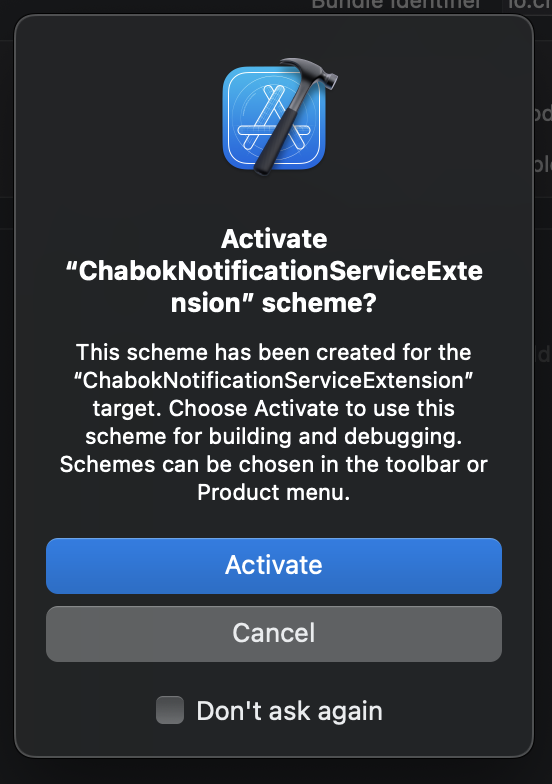 Bundle Identifier
Activate
“ChabokNotificationServiceExte
nsion” scheme?
This scheme has been created for the
“ChabokNotificationServiceExtension”
target. Choose Activate to use this
scheme for building and debugging.
Schemes can be chosen in the toolbar or
Product menu.
Activate
Cancel
Don't ask again